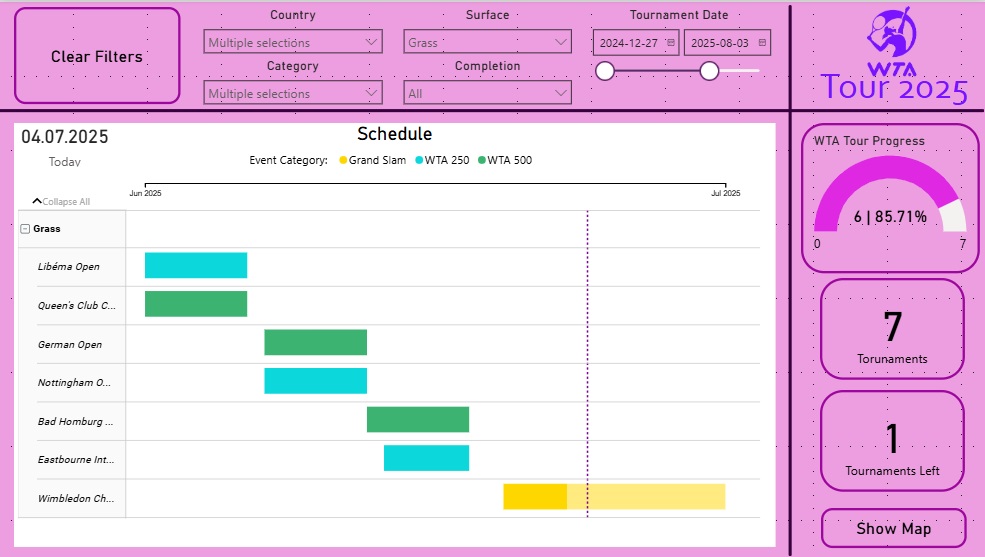 Clear Filters
Country
Multiple selections
Category
Multiple selections
Surface
Grass
Completion
All
Tournament Date
2024-12-27
2025-08-03
WTA
Tour 2025
04.07.2025
Today
Schedule
Event Category: Grand Slam WTA 250 WTA 500
Jun 2025
Jul 2025
Collapse All
Grass
Libéma Open
Queen's Club C...
German Open
Nottingham O...
Bad Homburg ...
Eastbourne Int...
Wimbledon Ch...
WTA Tour Progress
6 | 85.71%
0
7
7
Torunaments
1
Tournaments Left
Show Map